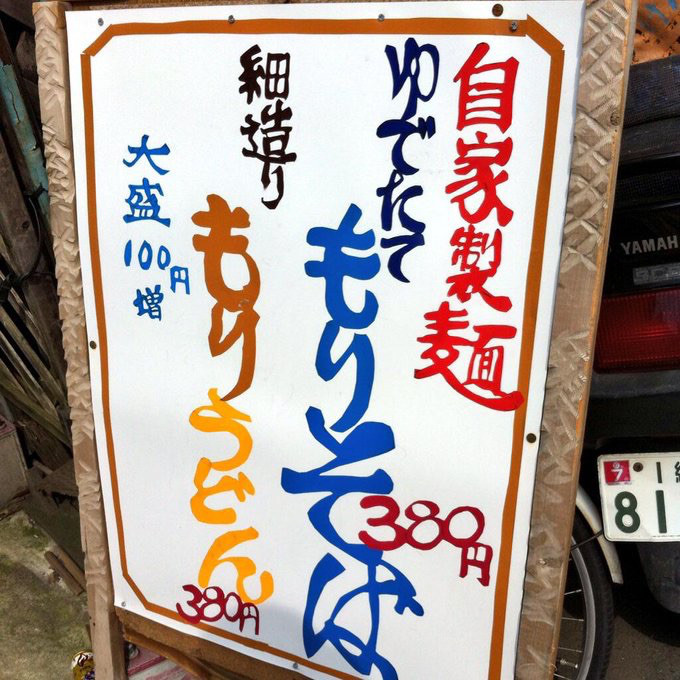 自家製麺
ゆでたて
もりそば
380円
細造り
もりうどん
380円
大盛
100円
増
YAMAH
7
81